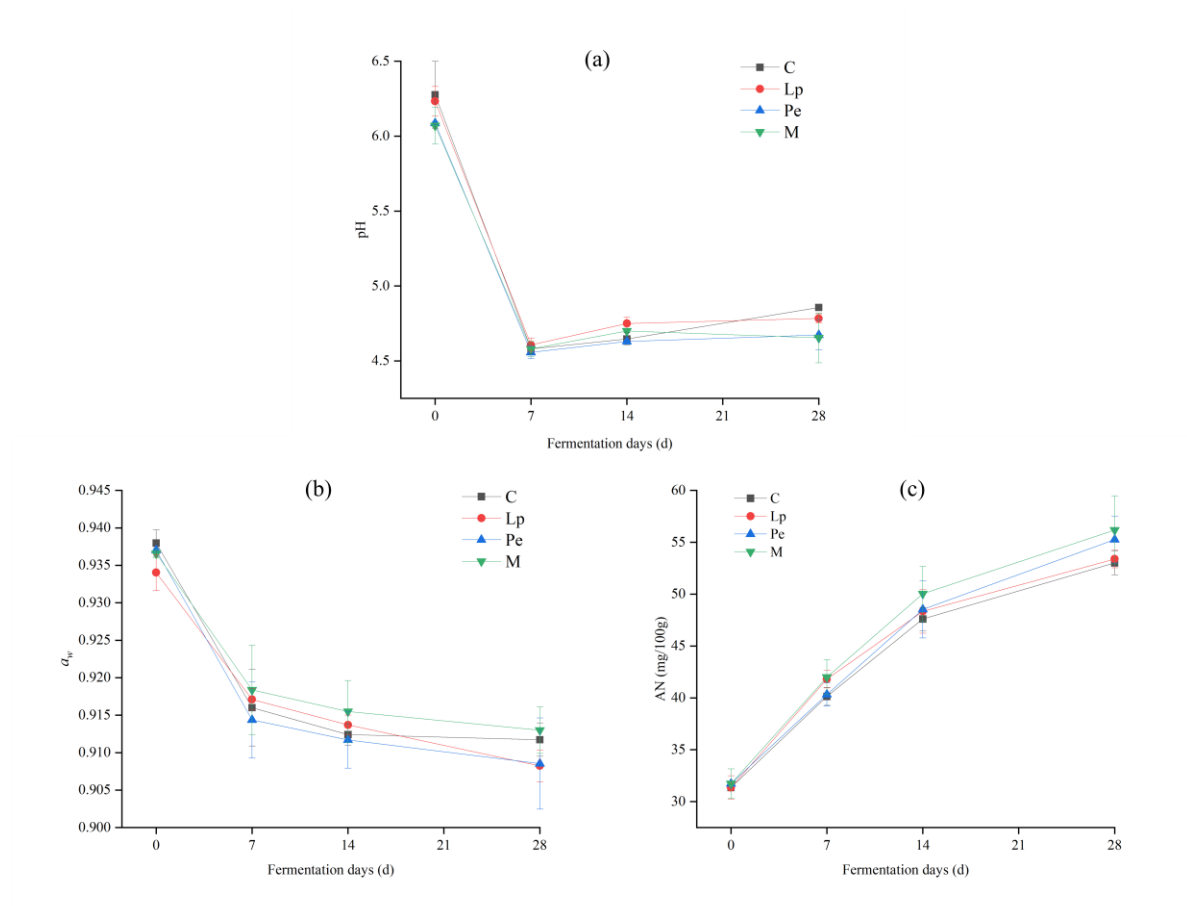 (a)
C
Lp
Pe
M
6.5
6.0
5.5
5.0
4.5
pH
0
7
14
21
28
Fermentation days (d)
(b)
C
Lp
Pe
M
0.945
0.940
0.935
0.930
0.925
0.920
0.915
0.910
0.905
0.900
a_w
0
7
14
21
28
Fermentation days (d)
(c)
C
Lp
Pe
M
60
55
50
45
40
35
30
AN (mg/100g)
0
7
14
21
28
Fermentation days (d)